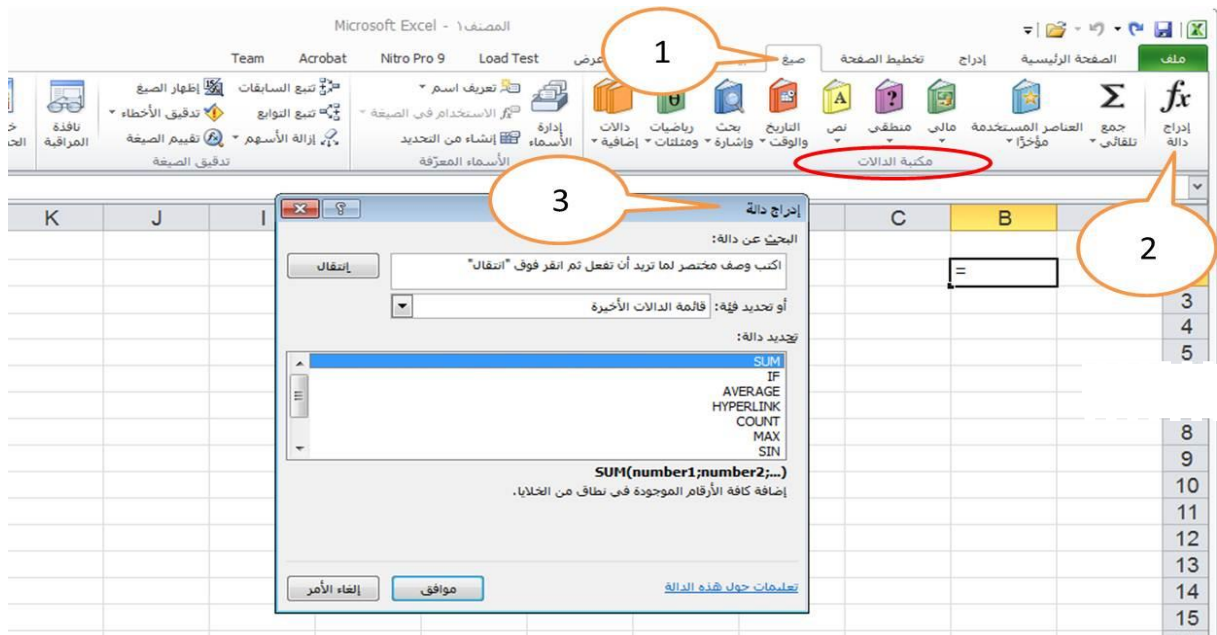 المصنف١ - Microsoft Excel
ملف
الصفحة الرئيسية
إدراج
تخطيط الصفحة
صيغ
1
Load Test
Nitro Pro 9
Acrobat
Team
fx
إدراج دالة
Σ
جمع تلقائي
العناصر المستخدمة مؤخرًا
مالي
منطقي
نص
التاريخ والوقت
بحث وإشارة
رياضيات ومثلثات
دالات إضافية
مكتبة الدالات
إدارة الأسماء
تعريف اسم
الاستخدام في الصيغة
إنشاء من التحديد
الأسماء المعرّفة
تتبع السابقات
تتبع التوابع
إزالة الأسهم
إظهار الصيغ
تدقيق الأخطاء
تقييم الصيغة
تدقيق الصيغة
نافذة المراقبة
2
3
B
C
I
J
K
=
3
4
5
8
9
10
11
12
13
14
15
إدراج دالة
البحث عن دالة:
اكتب وصف مختصر لما تريد أن تفعل ثم انقر فوق "انتقال"
إنتقال
أو تحديد فئة: قائمة الدالات الأخيرة
تحديد دالة:
SUM
IF
AVERAGE
HYPERLINK
COUNT
MAX
SIN
SUM(number1;number2;...)
إضافة كافة الأرقام الموجودة في نطاق من الخلايا.
تعليمات حول هذه الدالة
موافق
إلغاء الأمر